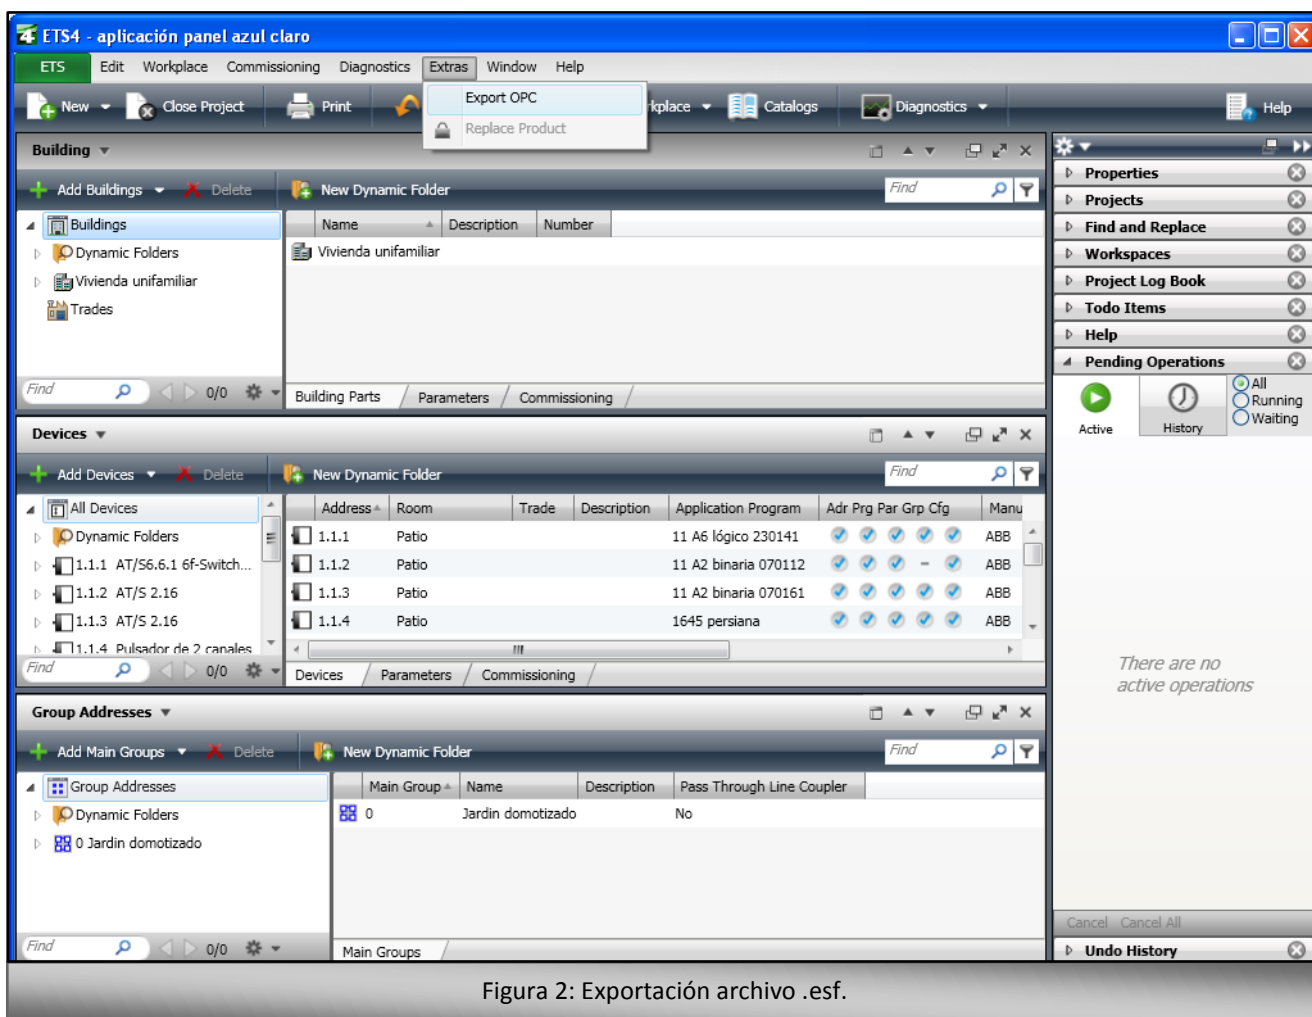 ETS4 - aplicación panel azul claro
ETS Edit Workplace Commissioning Diagnostics Extras Window Help
New Close Project Print kplace Catalogs Diagnostics Help
Export OPC
Replace Product
Building
Add Buildings Delete New Dynamic Folder Find
Buildings
Dynamic Folders
Vivienda unifamiliar
Trades
Find 0/0
Name Description Number
Vivienda unifamiliar
Building Parts Parameters Commissioning
Devices
Add Devices Delete New Dynamic Folder Find
All Devices
Dynamic Folders
1.1.1 AT/S6.6.1 6f-Switch...
1.1.2 AT/S 2.16
1.1.3 AT/S 2.16
1.1.4 Pulsador de 2 canales
Find 0/0
Address Room Trade Description Application Program Adr Prg Par Grp Cfg Manu
1.1.1 Patio 11 A6 lógico 230141 ABB
1.1.2 Patio 11 A2 binaria 070112 - ABB
1.1.3 Patio 11 A2 binaria 070161 ABB
1.1.4 Patio 1645 persiana ABB
Devices Parameters Commissioning
Group Addresses
Add Main Groups Delete New Dynamic Folder Find
Group Addresses
Dynamic Folders
0 Jardin domotizado
Find 0/0
Main Group Name Description Pass Through Line Coupler
0 Jardin domotizado No
Main Groups
Properties
Projects
Find and Replace
Workspaces
Project Log Book
Todo Items
Help
Pending Operations
Active History
All
Running
Waiting
There are no
active operations
Cancel Cancel All
Undo History
Figura 2: Exportación archivo .esf.